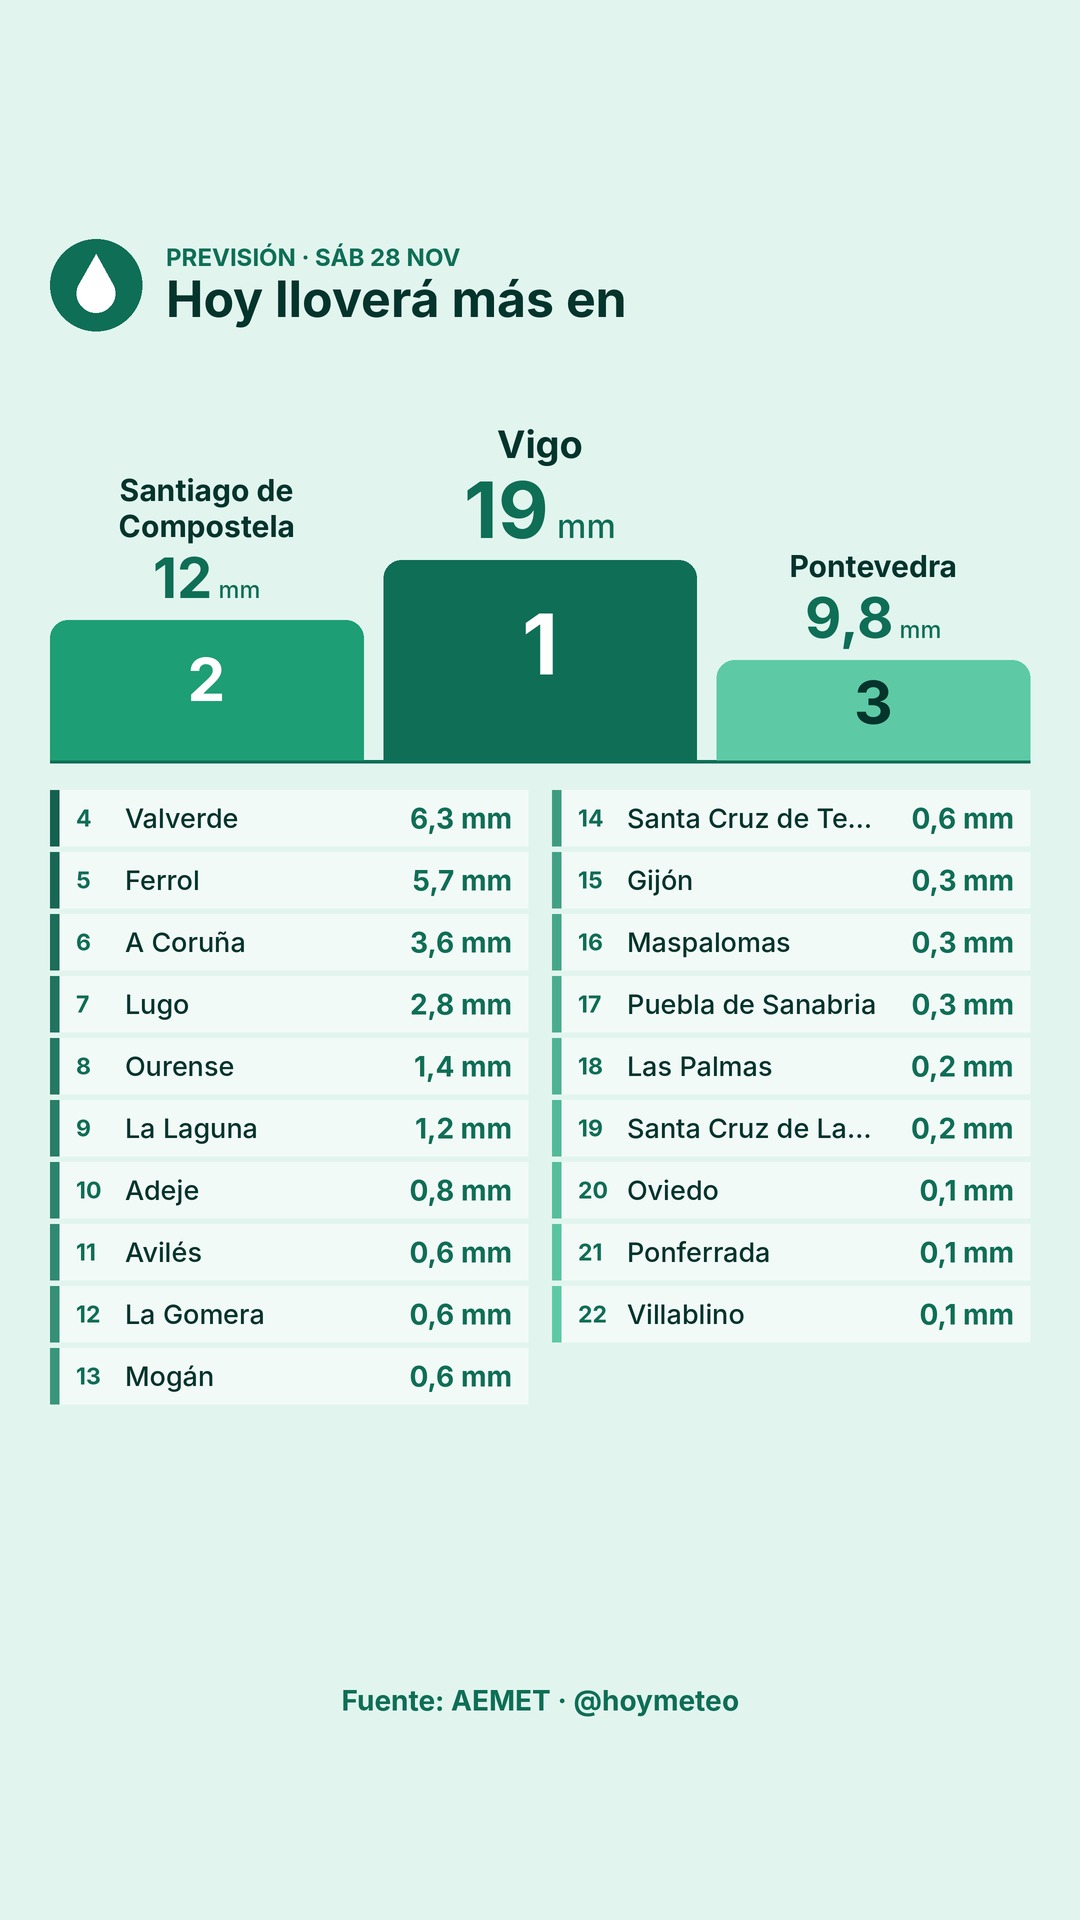 PREVISIÓN · SÁB 28 NOV
Hoy lloverá más en
Vigo
19 mm
1
Santiago de
Compostela
12 mm
2
Pontevedra
9,8 mm
3
4 Valverde 6,3 mm
5 Ferrol 5,7 mm
6 A Coruña 3,6 mm
7 Lugo 2,8 mm
8 Ourense 1,4 mm
9 La Laguna 1,2 mm
10 Adeje 0,8 mm
11 Avilés 0,6 mm
12 La Gomera 0,6 mm
13 Mogán 0,6 mm
14 Santa Cruz de Te... 0,6 mm
15 Gijón 0,3 mm
16 Maspalomas 0,3 mm
17 Puebla de Sanabria 0,3 mm
18 Las Palmas 0,2 mm
19 Santa Cruz de La... 0,2 mm
20 Oviedo 0,1 mm
21 Ponferrada 0,1 mm
22 Villablino 0,1 mm
Fuente: AEMET · @hoymeteo